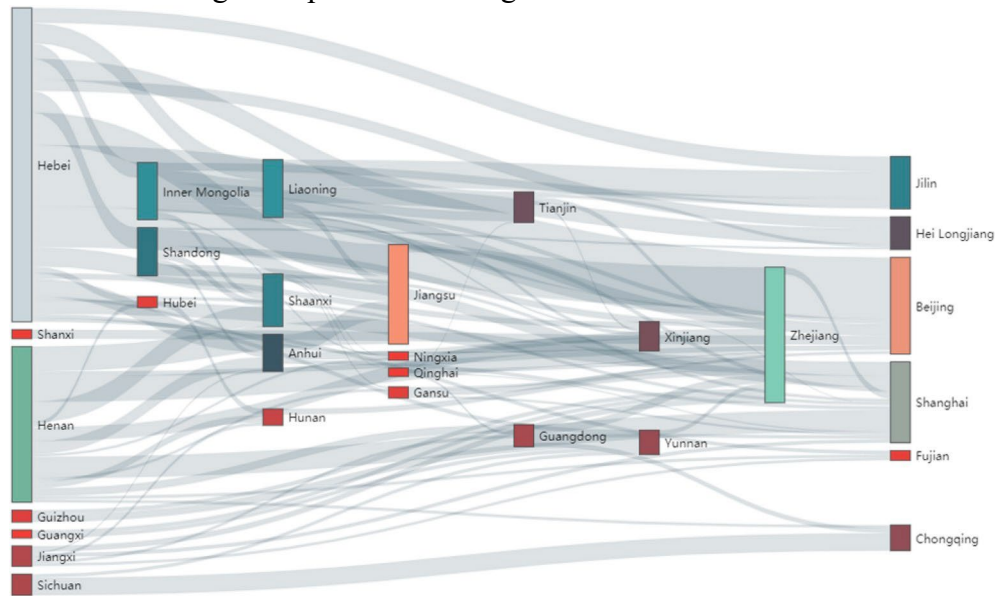 Hebei
Shanxi
Henan
Guizhou
Guangxi
Jiangxi
Sichuan
Inner Mongolia
Shandong
Hubei
Liaoning
Shaanxi
Anhui
Hunan
Jiangsu
Ningxia
Qinghai
Gansu
Tianjin
Guangdong
Xinjiang
Yunnan
Zhejiang
Jilin
Hei Longjiang
Beijing
Shanghai
Fujian
Chongqing